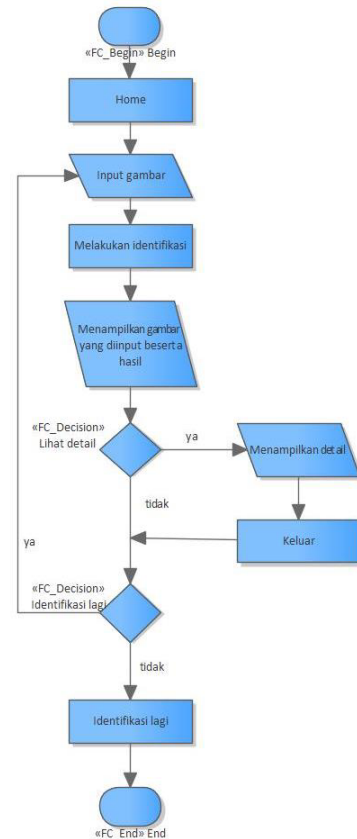 «FC_Begin» Begin
Home
Input gambar
Melakukan identifikasi
Menampilkan gambar
yang diinput beserta
hasil
«FC_Decision»
Lihat detail
ya
Menampilkan detail
tidak
Keluar
ya
«FC_Decision»
Identifikasi lagi
tidak
Identifikasi lagi
«FC_End» End